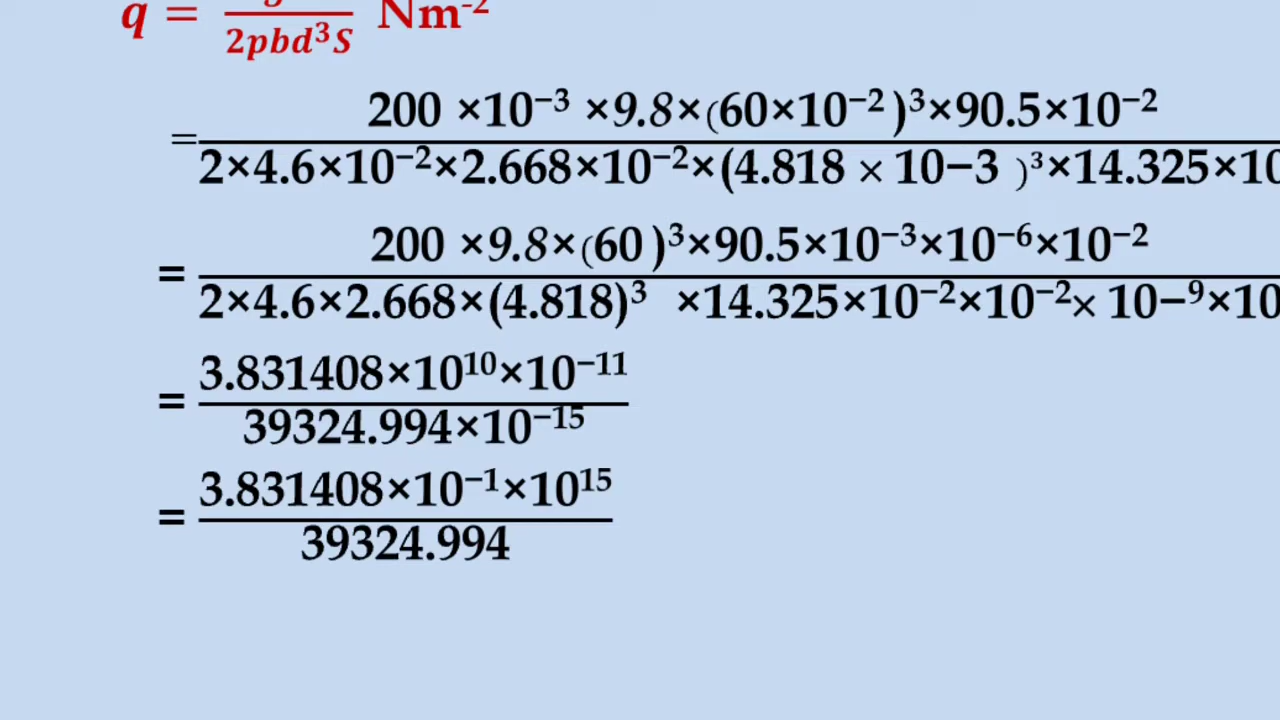 q = 2pbd³S Nm⁻²
= 200 ×10⁻³ ×9.8×(60×10⁻² )³×90.5×10⁻²
2×4.6×10⁻²×2.668×10⁻²×(4.818 × 10−3 )³×14.325×10
= 200 ×9.8×(60 )³×90.5×10⁻³×10⁻⁶×10⁻²
2×4.6×2.668×(4.818)³ ×14.325×10⁻²×10⁻²× 10−⁹×10
= 3.831408×10¹⁰×10⁻¹¹
39324.994×10⁻¹⁵
= 3.831408×10⁻¹×10¹⁵
39324.994